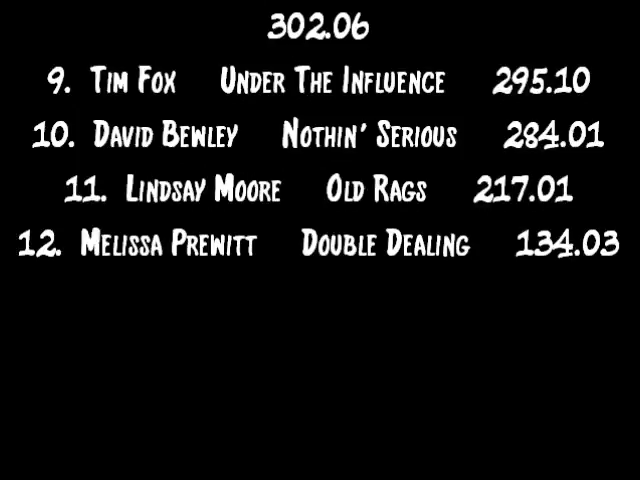 302.06
9. Tim Fox Under The Influence 295.10
10. David Bewley Nothin' Serious 284.01
11. Lindsay Moore Old Rags 217.01
12. Melissa Prewitt Double Dealing 134.03